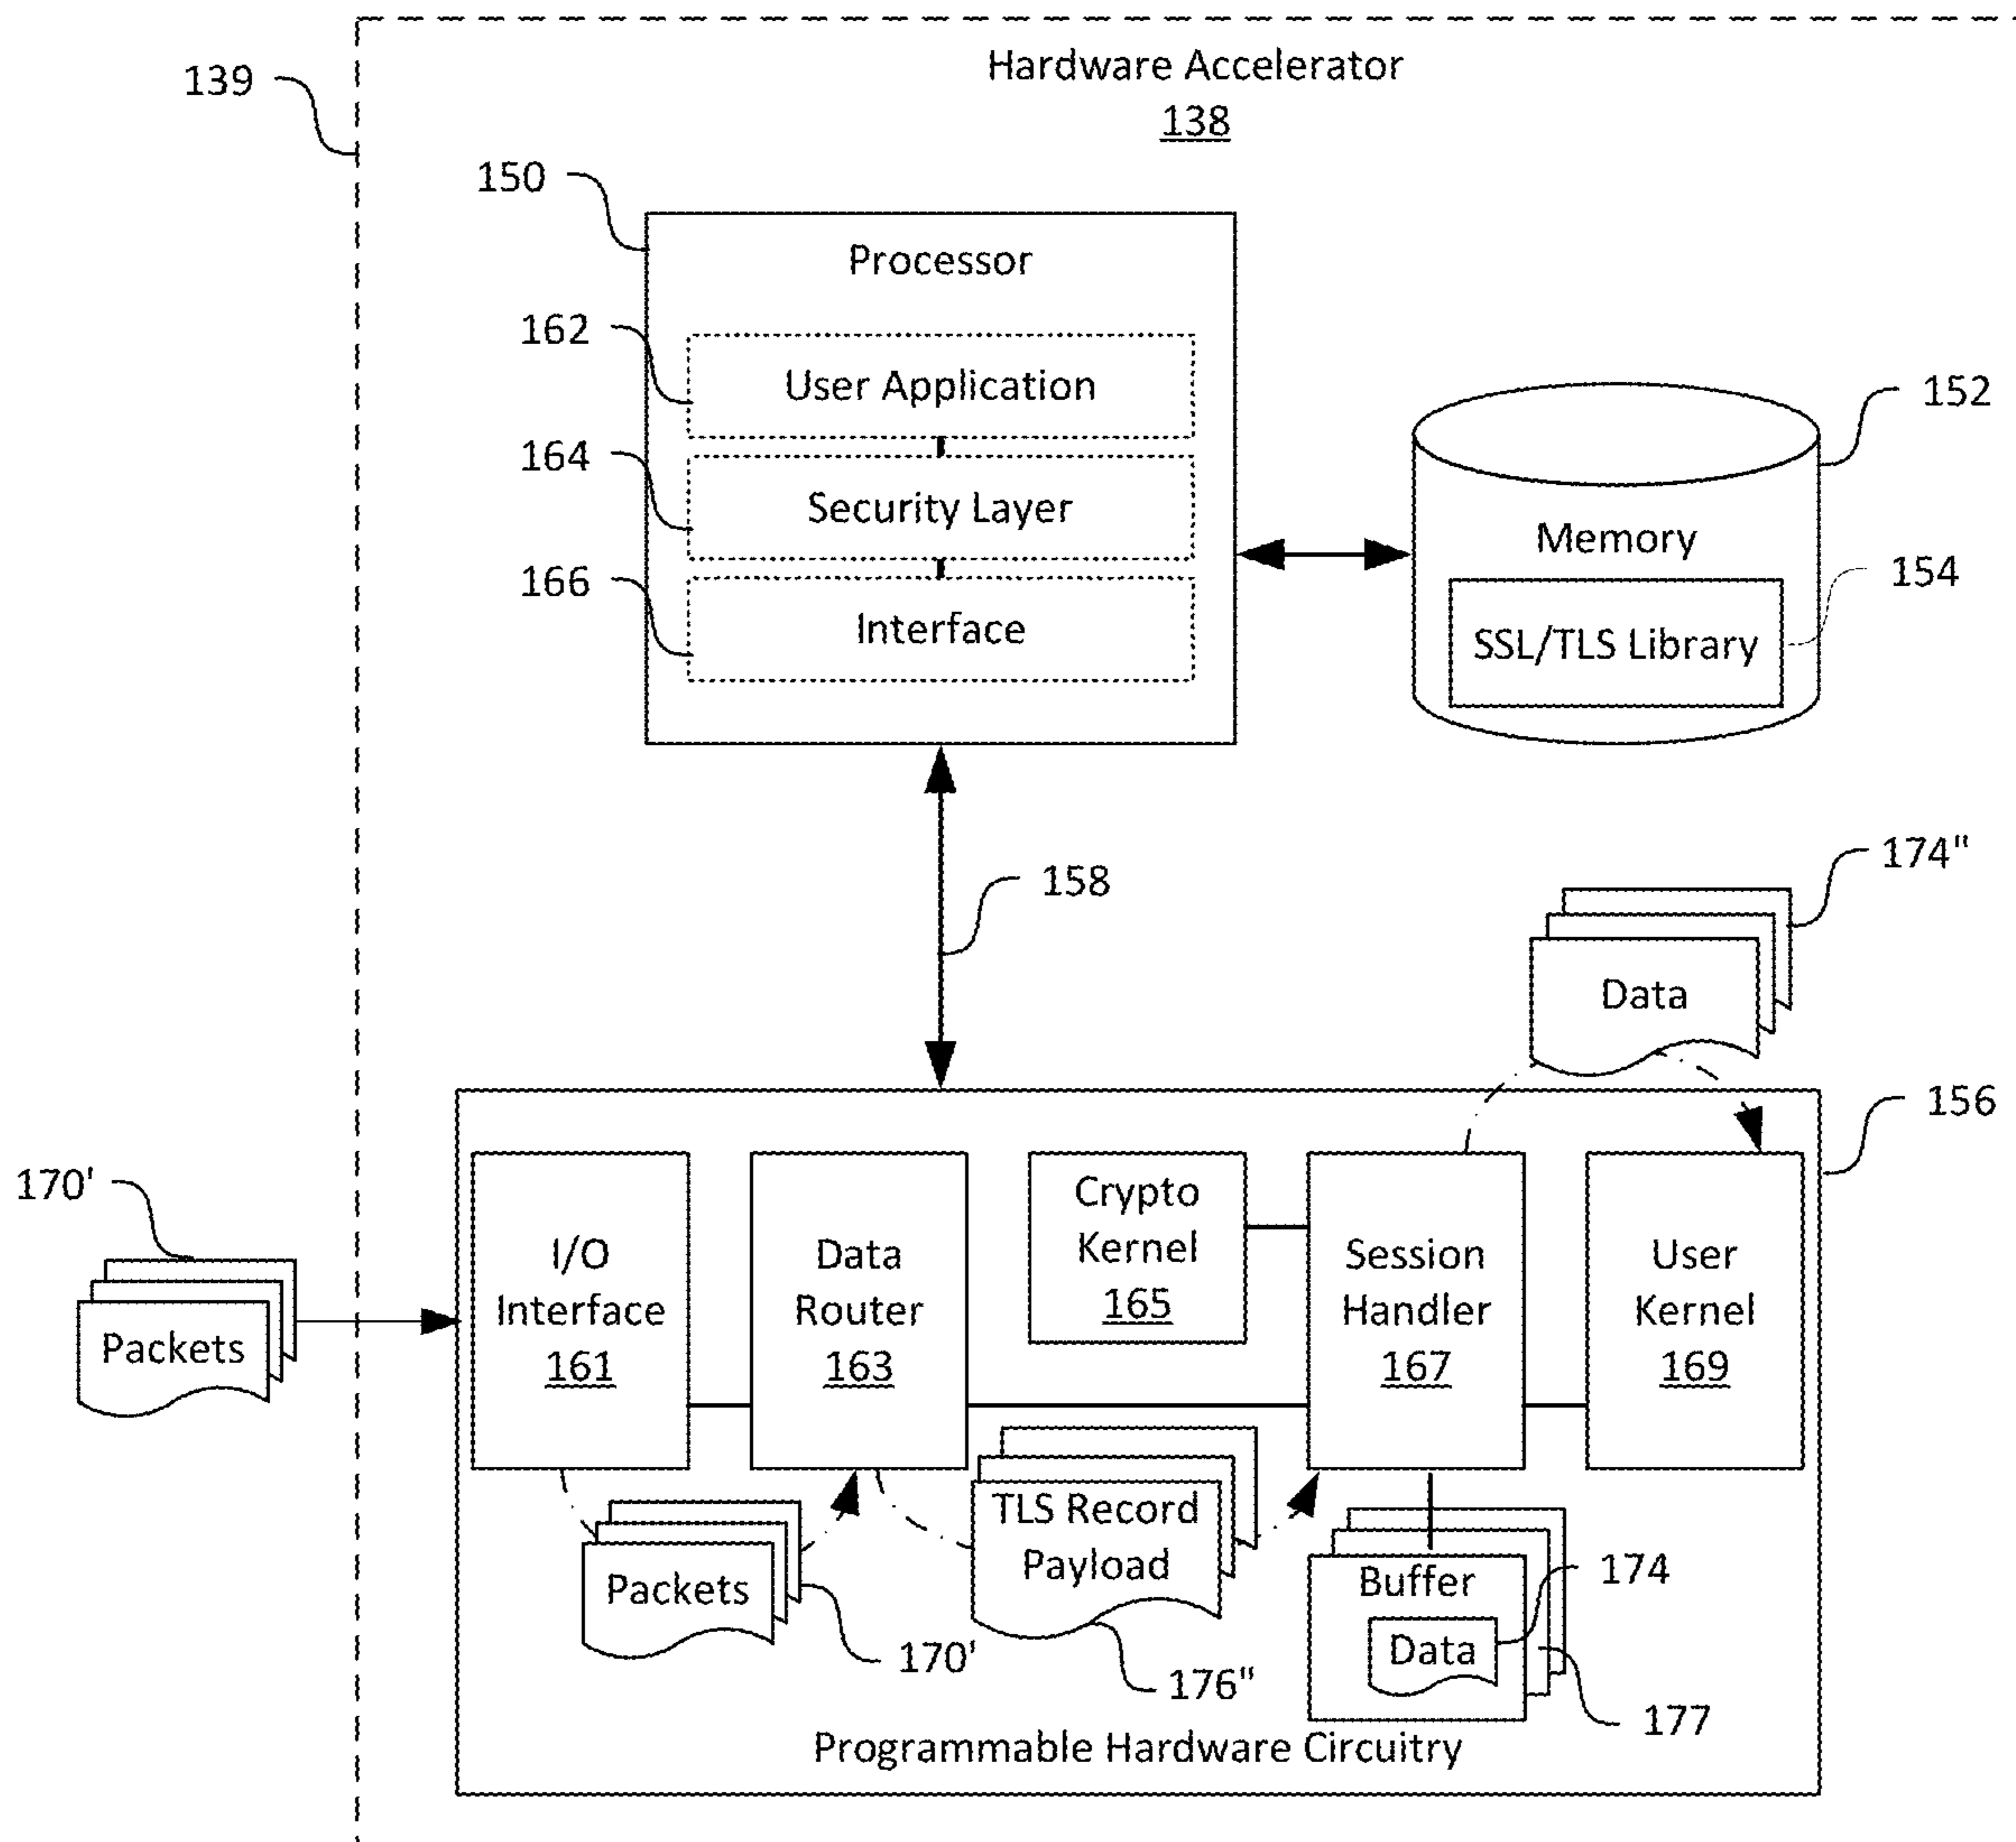 Hardware Accelerator
138
139
150
Processor
162
User Application
164
Security Layer
166
Interface
152
Memory
154
SSL/TLS Library
158
174"
Data
156
170'
Packets
I/O
Interface
161
Data
Router
163
Crypto
Kernel
165
Session
Handler
167
User
Kernel
169
Packets
170'
TLS Record
Payload
176"
Buffer
Data
174
177
Programmable Hardware Circuitry